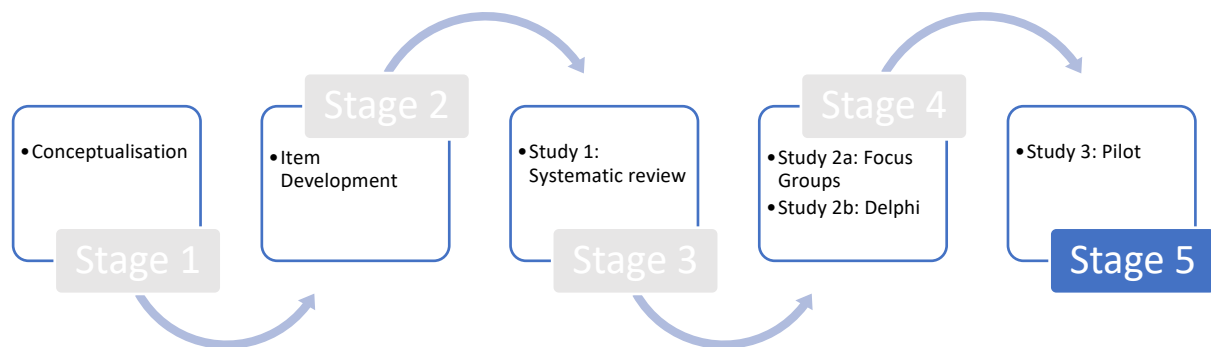 •Conceptualisation
Stage 1
Stage 2
•Item
Development
•Study 1:
Systematic review
Stage 3
Stage 4
•Study 2a: Focus
Groups
•Study 2b: Delphi
•Study 3: Pilot
Stage 5